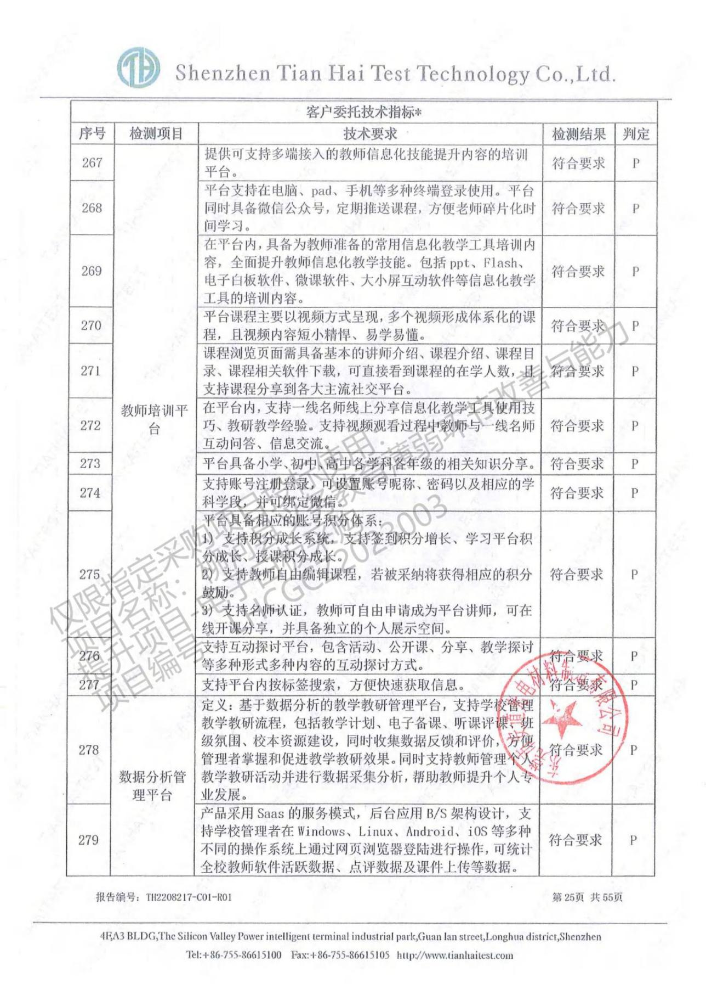 TH
Shenzhen Tian Hai Test Technology Co.,Ltd.
客户委托技术指标*
序号 检测项目 技术要求 检测结果 判定
267 提供可支持多端接入的教师信息化技能提升内容的培训
平台。 符合要求 P
268 平台支持在电脑、pad、手机等多种终端登录使用。平台
同时具备微信公众号，定期推送课程，方便老师碎片化时
间学习。 符合要求 P
269 在平台内，具备为教师准备的常用信息化教学工具培训内
容，全面提升教师信息化教学技能。包括 ppt、Flash、
电子白板软件、微课软件、大小屏互动软件等信息化教学
工具的培训内容。 符合要求 P
270 平台课程主要以视频方式呈现，多个视频形成体系化的课
程，且视频内容短小精悍、易学易懂。 符合要求 P
271 课程浏览页面需具备基本的讲师介绍、课程介绍、课程目
录、课程相关软件下载，可直接看到课程的在学人数，且
支持课程分享到各大主流社交平台。 符合要求 P
教师培训平
台
272 在平台内，支持一线名师线上分享信息化教学工具使用技
巧、教研教学经验。支持视频观看过程中教师与一线名师
互动问答、信息交流。 符合要求 P
273 平台具备小学、初中、高中各学科各年级的相关知识分享。 符合要求 P
274 支持账号注册登录，可设置账号昵称、密码以及相应的学
科学段，并可绑定微信。 符合要求 P
275 平台具备相应的账号积分体系：
1）支持积分成长系统，支持签到积分增长、学习平台积
分成长、授课积分成长。
2）支持教师自由编辑课程，若被采纳将获得相应的积分
鼓励。
3）支持名师认证，教师可自由申请成为平台讲师，可在
线开课分享，并具备独立的个人展示空间。 符合要求 P
276 支持互动探讨平台，包含活动、公开课、分享、教学探讨
等多种形式多种内容的互动探讨方式。 符合要求 P
277 支持平台内按标签搜索，方便快速获取信息。 符合要求 P
数据分析管
理平台
278 定义：基于数据分析的教学教研管理平台，支持学校管理
教学教研流程，包括教学计划、电子备课、听课评课、班
级氛围、校本资源建设，同时收集数据反馈和评价，方便
管理者掌握和促进教学教研效果。同时支持教师管理个人
教学教研活动并进行数据采集分析，帮助教师提升个人专
业发展。 符合要求 P
279 产品采用 Saas 的服务模式，后台应用 B/S 架构设计，支
持学校管理者在 Windows、Linux、Android、iOS 等多种
不同的操作系统上通过网页浏览器登陆进行操作，可统计
全校教师软件活跃数据、点评数据及课件上传等数据。 符合要求 P
仅限指定采购项目投标使用：
项目名称：柳河县义务教育薄弱环节改善与能力
提升项目-电子白板采购
项目编号：LHCGCZ2023003
报告编号：TH2208217-C01-R01 第 25页 共 55页
4F,A3 BLDG,The Silicon Valley Power intelligent terminal industrial park,Guan lan street,Longhua district,Shenzhen
Tel:+86-755-86615100 Fax:+86-755-86615105 http://www.tianhaitest.com